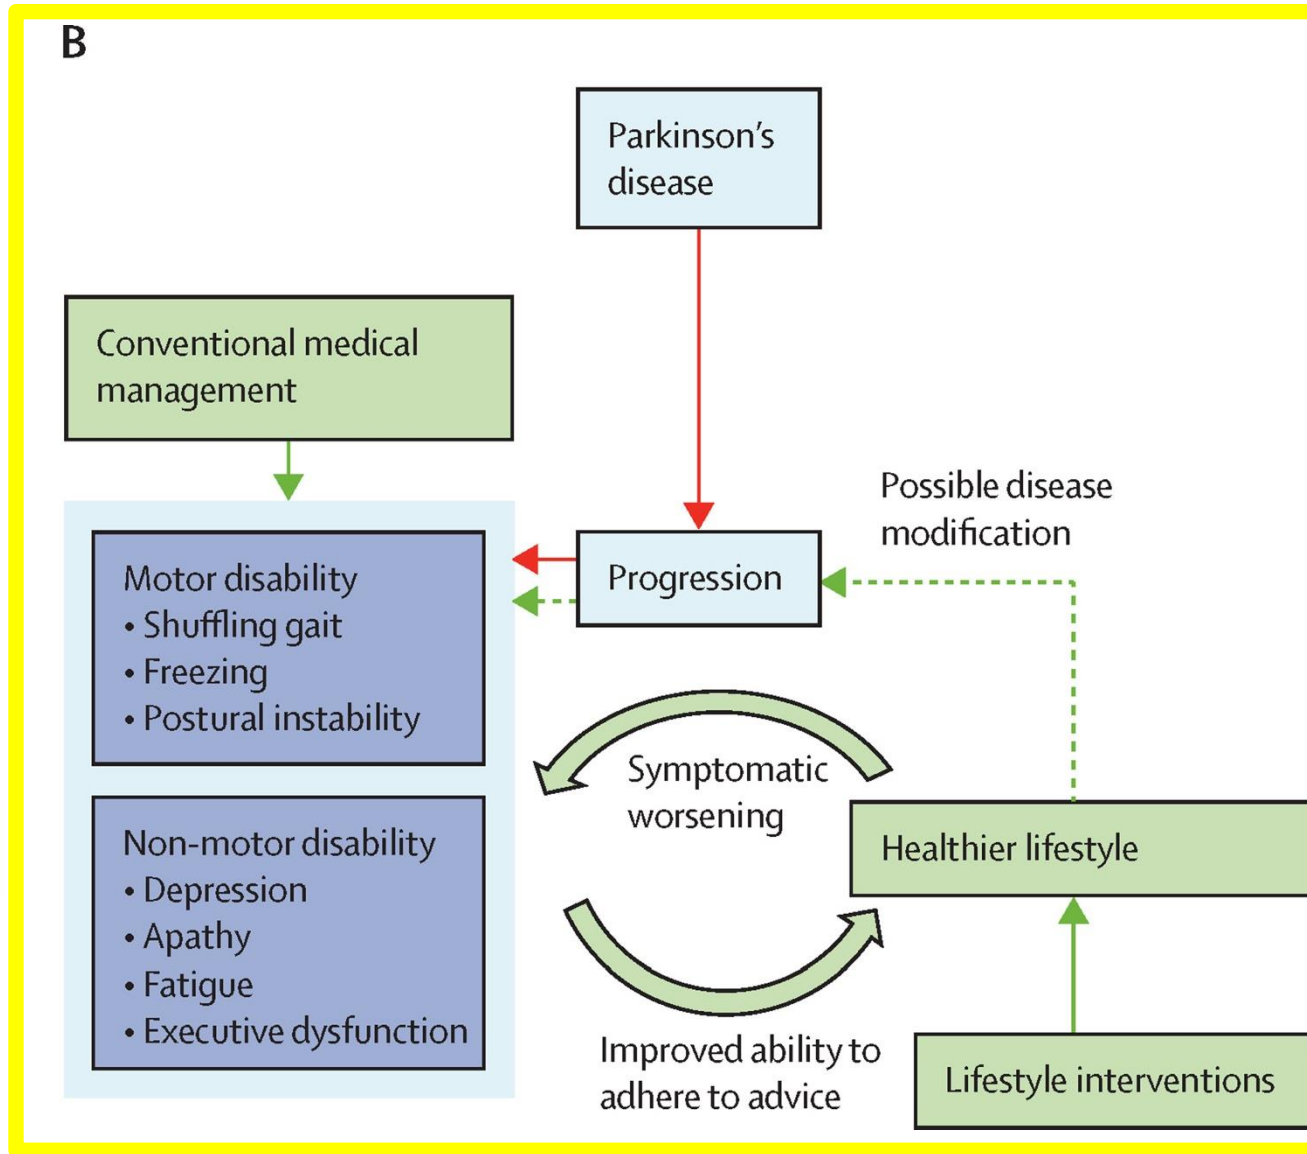 B
Parkinson's
disease
Conventional medical
management
Possible disease
modification
Motor disability
• Shuffling gait
• Freezing
• Postural instability
Progression
Non-motor disability
• Depression
• Apathy
• Fatigue
• Executive dysfunction
Symptomatic
worsening
Healthier lifestyle
Improved ability to
adhere to advice
Lifestyle interventions